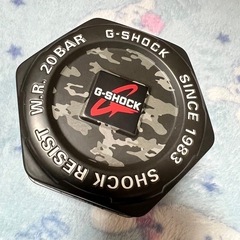 G-SHOCK
SINCE 1983
SHOCK RESIST
W.R. 20BAR
G-SHOCK